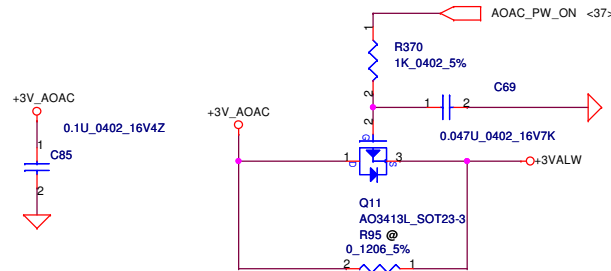 AOAC_PW_ON <37>
1
R370
1K_0402_5%
2
C69
1 2
0.047U_0402_16V7K
+3V_AOAC
0.1U_0402_16V4Z
1
C85
2
+3V_AOAC
2
G
1 D S 3
+3VALW
Q11
AO3413L_SOT23-3
R95 @
0_1206_5%
2 1